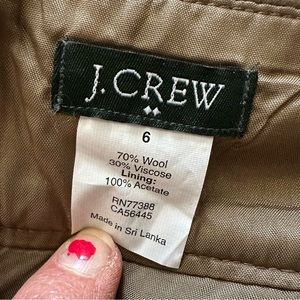 J.CREW
6
70% Wool
30% Viscose
Lining:
100% Acetate
RN77388
CA56445
Made in Sri Lanka